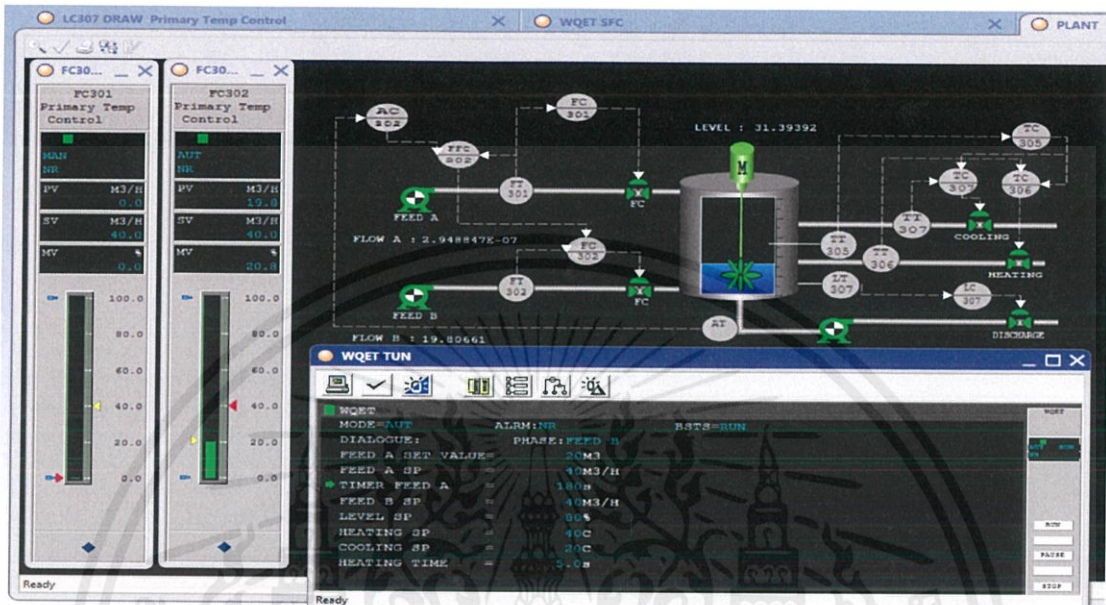 LC307 DRAW Primary Temp Control
WQET SFC
PLANT
FC30...
FC30...
FC301
Primary Temp
Control
MAN
NR
PV M3/H
0.0
SV M3/H
40.0
MV %
0.0
100.0
80.0
60.0
40.0
20.0
0.0
FC302
Primary Temp
Control
AUT
NR
PV M3/H
19.8
SV M3/H
40.0
MV %
20.8
100.0
80.0
60.0
40.0
20.0
0.0
AC
302
FFC
302
FC
301
FT
301
FEED A
FC
FLOW A : 2.948847E-07
FC
302
FT
302
FEED B
FC
FLOW B : 19.80661
LEVEL : 31.39392
M
TC
305
TC
307
TC
306
TT
307
COOLING
TT
305
TT
306
HEATING
LT
307
LC
307
AT
DISCHARGE
WQET TUN
WQET
MODE=AUT ALRM:NR BSTS=RUN
DIALOGUE: PHASE:FEED B
FEED A SET VALUE= 20M3
FEED A SP = 40M3/H
TIMER FEED A = 180s
FEED B SP = 40M3/H
LEVEL SP = 80%
HEATING SP = 40C
COOLING SP = 20C
HEATING TIME = 5.0s
WQET
AUT RUN
NR
RUN
PAUSE
STOP
Ready
Ready